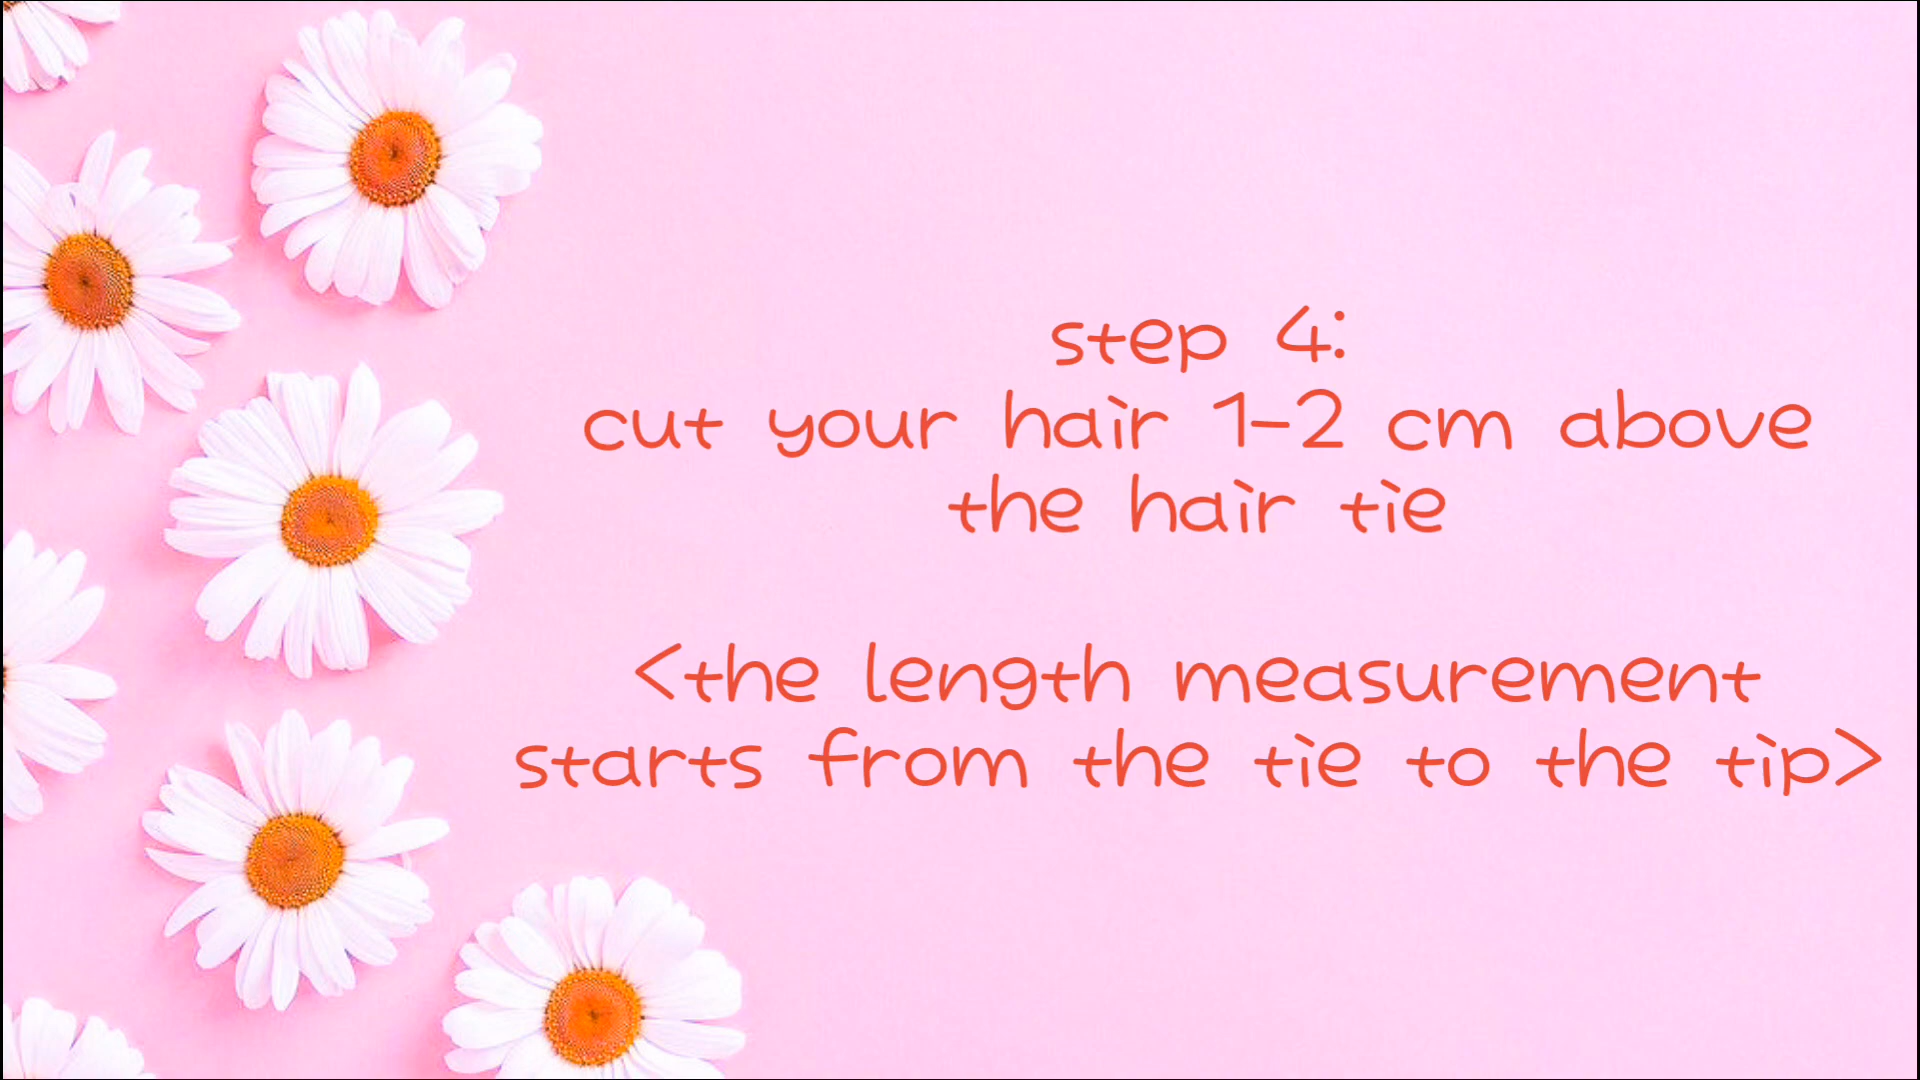 step 4:
cut your hair 1-2 cm above
the hair tie
<the length measurement
starts from the tie to the tip>